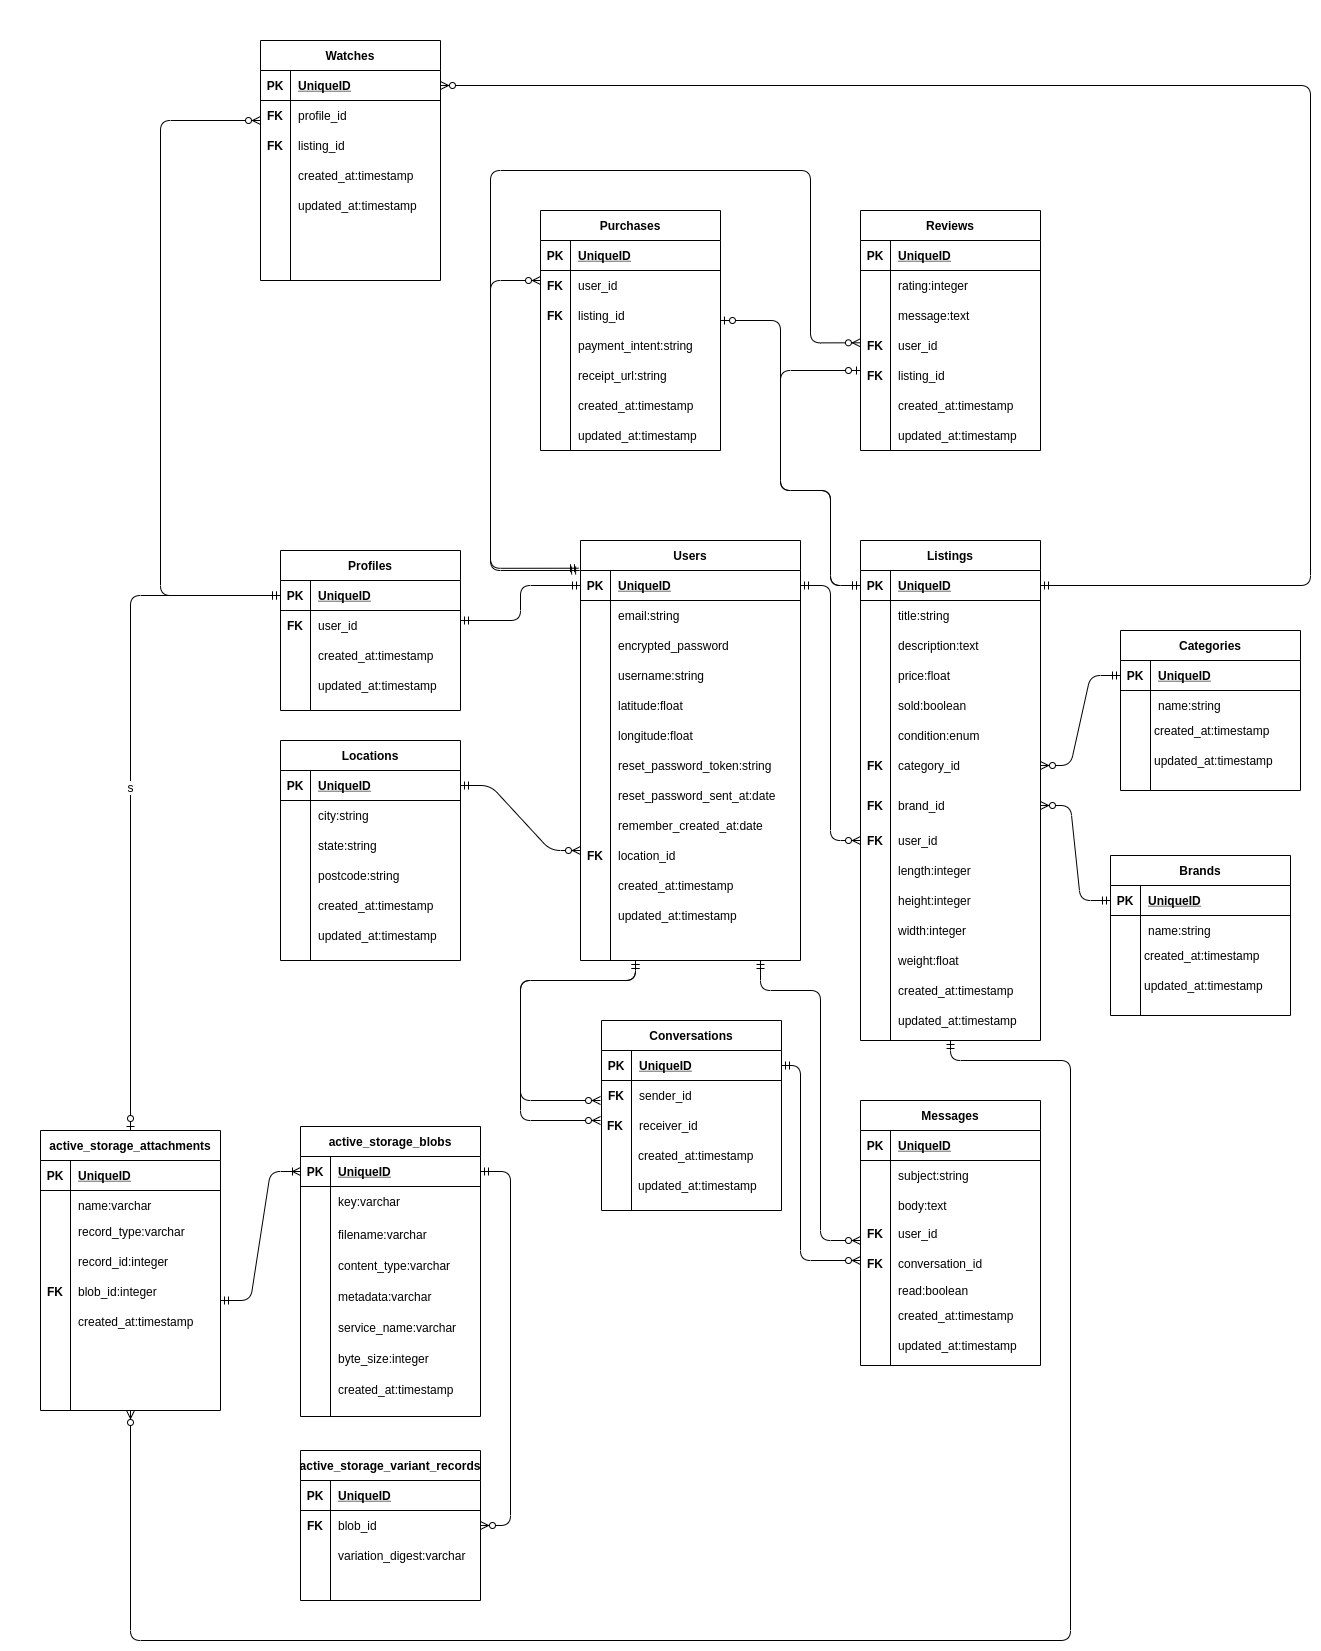 Watches
PK UniqueID
FK profile_id
FK listing_id
created_at:timestamp
updated_at:timestamp
Purchases
PK UniqueID
FK user_id
FK listing_id
payment_intent:string
receipt_url:string
created_at:timestamp
updated_at:timestamp
Reviews
PK UniqueID
rating:integer
message:text
FK user_id
FK listing_id
created_at:timestamp
updated_at:timestamp
Profiles
PK UniqueID
FK user_id
created_at:timestamp
updated_at:timestamp
Users
PK UniqueID
email:string
encrypted_password
username:string
latitude:float
longitude:float
reset_password_token:string
reset_password_sent_at:date
remember_created_at:date
FK location_id
created_at:timestamp
updated_at:timestamp
Listings
PK UniqueID
title:string
description:text
price:float
sold:boolean
condition:enum
FK category_id
FK brand_id
FK user_id
length:integer
height:integer
width:integer
weight:float
created_at:timestamp
updated_at:timestamp
Categories
PK UniqueID
name:string
created_at:timestamp
updated_at:timestamp
Locations
PK UniqueID
city:string
state:string
postcode:string
created_at:timestamp
updated_at:timestamp
s
Brands
PK UniqueID
name:string
created_at:timestamp
updated_at:timestamp
Conversations
PK UniqueID
FK sender_id
FK receiver_id
created_at:timestamp
updated_at:timestamp
Messages
PK UniqueID
subject:string
body:text
FK user_id
FK conversation_id
read:boolean
created_at:timestamp
updated_at:timestamp
active_storage_attachments
PK UniqueID
name:varchar
record_type:varchar
record_id:integer
FK blob_id:integer
created_at:timestamp
active_storage_blobs
PK UniqueID
key:varchar
filename:varchar
content_type:varchar
metadata:varchar
service_name:varchar
byte_size:integer
created_at:timestamp
active_storage_variant_records
PK UniqueID
FK blob_id
variation_digest:varchar